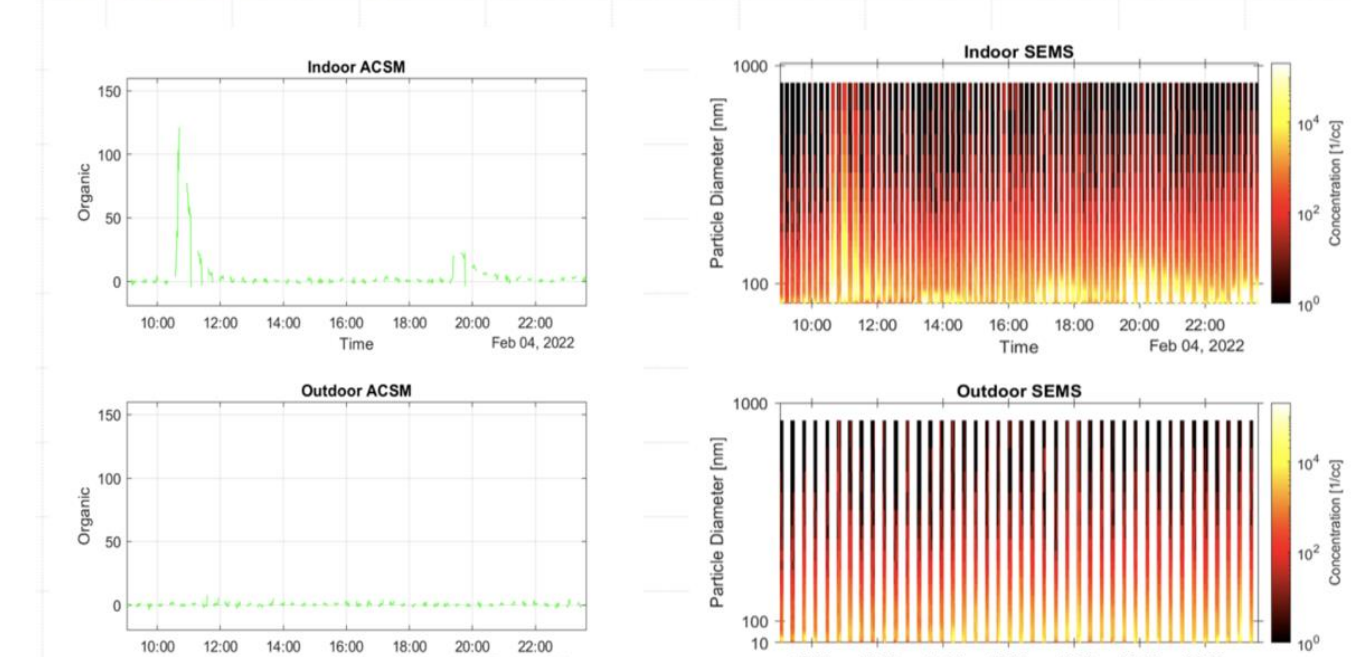 Indoor ACSM
150
100
50
0
Organic
10:00 12:00 14:00 16:00 18:00 20:00 22:00
Time
Feb 04, 2022
Indoor SEMS
1000
100
Particle Diameter [nm]
10:00 12:00 14:00 16:00 18:00 20:00 22:00
Time
Feb 04, 2022
10^4
10^2
10^0
Concentration [1/cc]
Outdoor ACSM
150
100
50
0
Organic
10:00 12:00 14:00 16:00 18:00 20:00 22:00
Outdoor SEMS
1000
100
10
Particle Diameter [nm]
10^4
10^2
10^0
Concentration [1/cc]